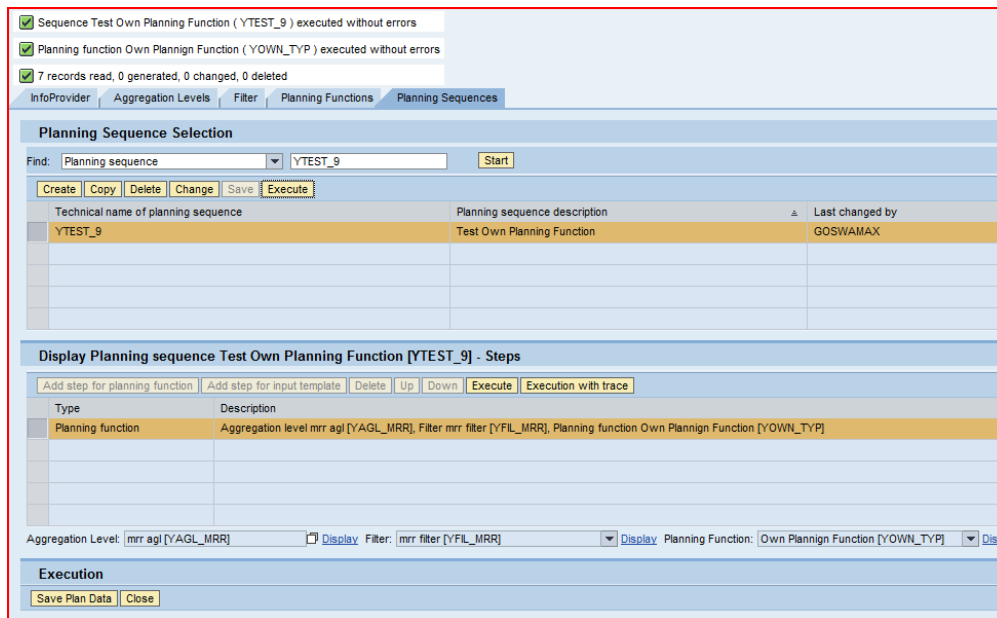 Sequence Test Own Planning Function ( YTEST_9 ) executed without errors
Planning function Own Plannign Function ( YOWN_TYP ) executed without errors
7 records read, 0 generated, 0 changed, 0 deleted
InfoProvider Aggregation Levels Filter Planning Functions Planning Sequences
Planning Sequence Selection
Find: Planning sequence YTEST_9 Start
Create Copy Delete Change Save Execute
Technical name of planning sequence Planning sequence description Last changed by
YTEST_9 Test Own Planning Function GOSWAMAX
Display Planning sequence Test Own Planning Function [YTEST_9] - Steps
Add step for planning function Add step for input template Delete Up Down Execute Execution with trace
Type Description
Planning function Aggregation level mrr agl [YAGL_MRR], Filter mrr filter [YFIL_MRR], Planning function Own Plannign Function [YOWN_TYP]
Aggregation Level: mrr agl [YAGL_MRR] Display Filter: mrr filter [YFIL_MRR] Display Planning Function: Own Plannign Function [YOWN_TYP] Dis
Execution
Save Plan Data Close